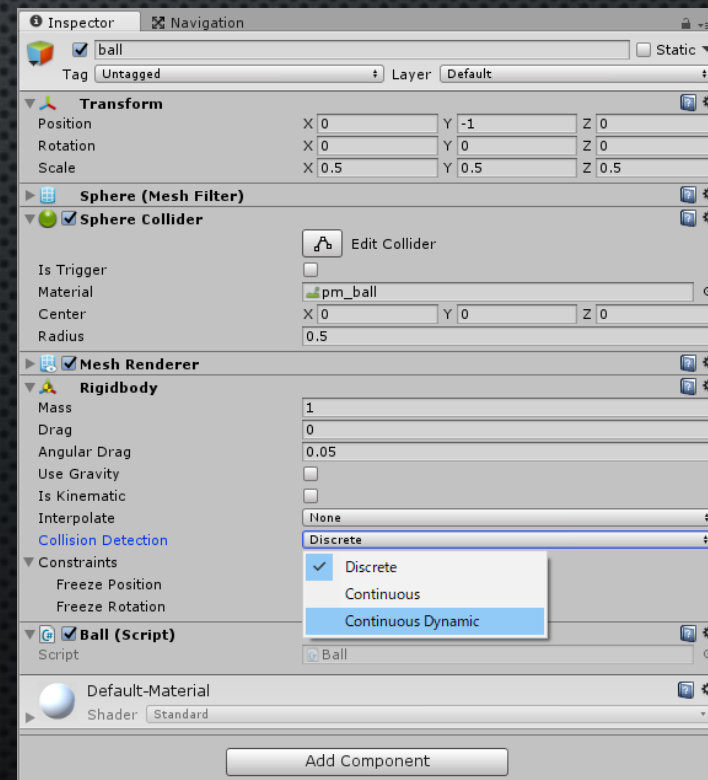 Inspector Navigation
ball Static
Tag Untagged Layer Default
Transform
Position X 0 Y -1 Z 0
Rotation X 0 Y 0 Z 0
Scale X 0.5 Y 0.5 Z 0.5
Sphere (Mesh Filter)
Sphere Collider
Edit Collider
Is Trigger
Material pm_ball
Center X 0 Y 0 Z 0
Radius 0.5
Mesh Renderer
Rigidbody
Mass 1
Drag 0
Angular Drag 0.05
Use Gravity
Is Kinematic
Interpolate None
Collision Detection Discrete
Constraints Discrete
Freeze Position Continuous
Freeze Rotation Continuous Dynamic
Ball (Script)
Script Ball
Default-Material
Shader Standard
Add Component